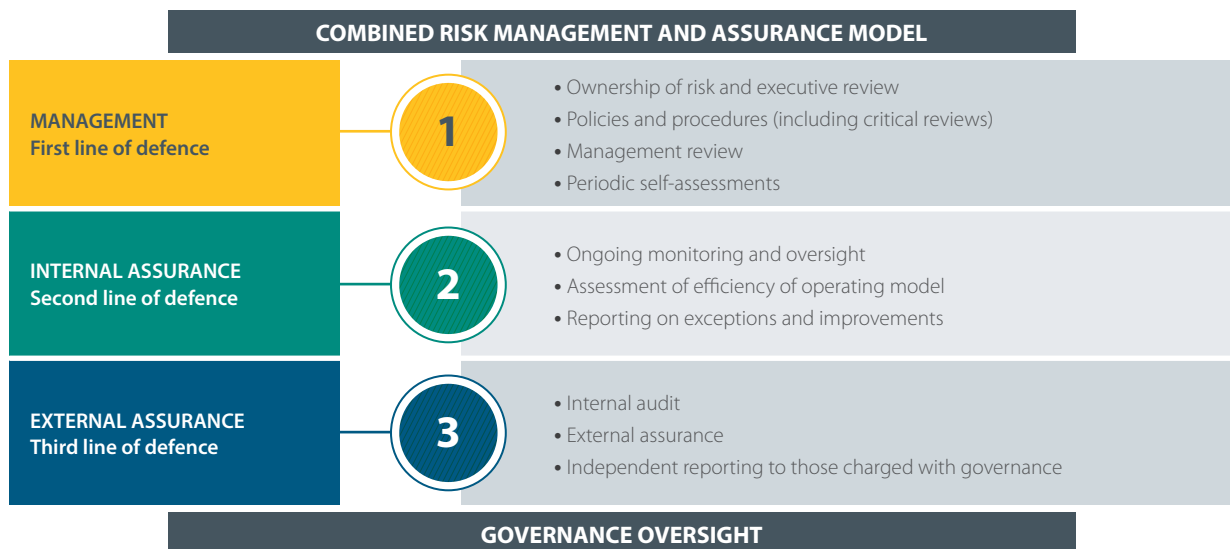 COMBINED RISK MANAGEMENT AND ASSURANCE MODEL
MANAGEMENT
First line of defence
1
• Ownership of risk and executive review
• Policies and procedures (including critical reviews)
• Management review
• Periodic self-assessments
INTERNAL ASSURANCE
Second line of defence
2
• Ongoing monitoring and oversight
• Assessment of efficiency of operating model
• Reporting on exceptions and improvements
EXTERNAL ASSURANCE
Third line of defence
3
• Internal audit
• External assurance
• Independent reporting to those charged with governance
GOVERNANCE OVERSIGHT